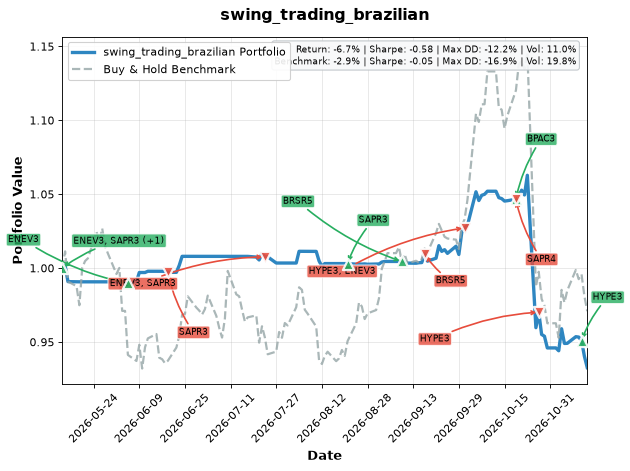 swing_trading_brazilian
swing_trading_brazilian Portfolio
Buy & Hold Benchmark
Return: -6.7% | Sharpe: -0.58 | Max DD: -12.2% | Vol: 11.0%
Benchmark: -2.9% | Sharpe: -0.05 | Max DD: -16.9% | Vol: 19.8%
Portfolio Value
1.15
1.10
1.05
1.00
0.95
BPAC3
BRSR5
SAPR3
ENEV3
ENEV3, SAPR3 (+1)
SAPR4
HYPE3, ENEV3
ENEV3, SAPR3
BRSR5
HYPE3
SAPR3
HYPE3
2026-05-24
2026-06-09
2026-06-25
2026-07-11
2026-07-27
2026-08-12
2026-08-28
2026-09-13
2026-09-29
2026-10-15
2026-10-31
Date